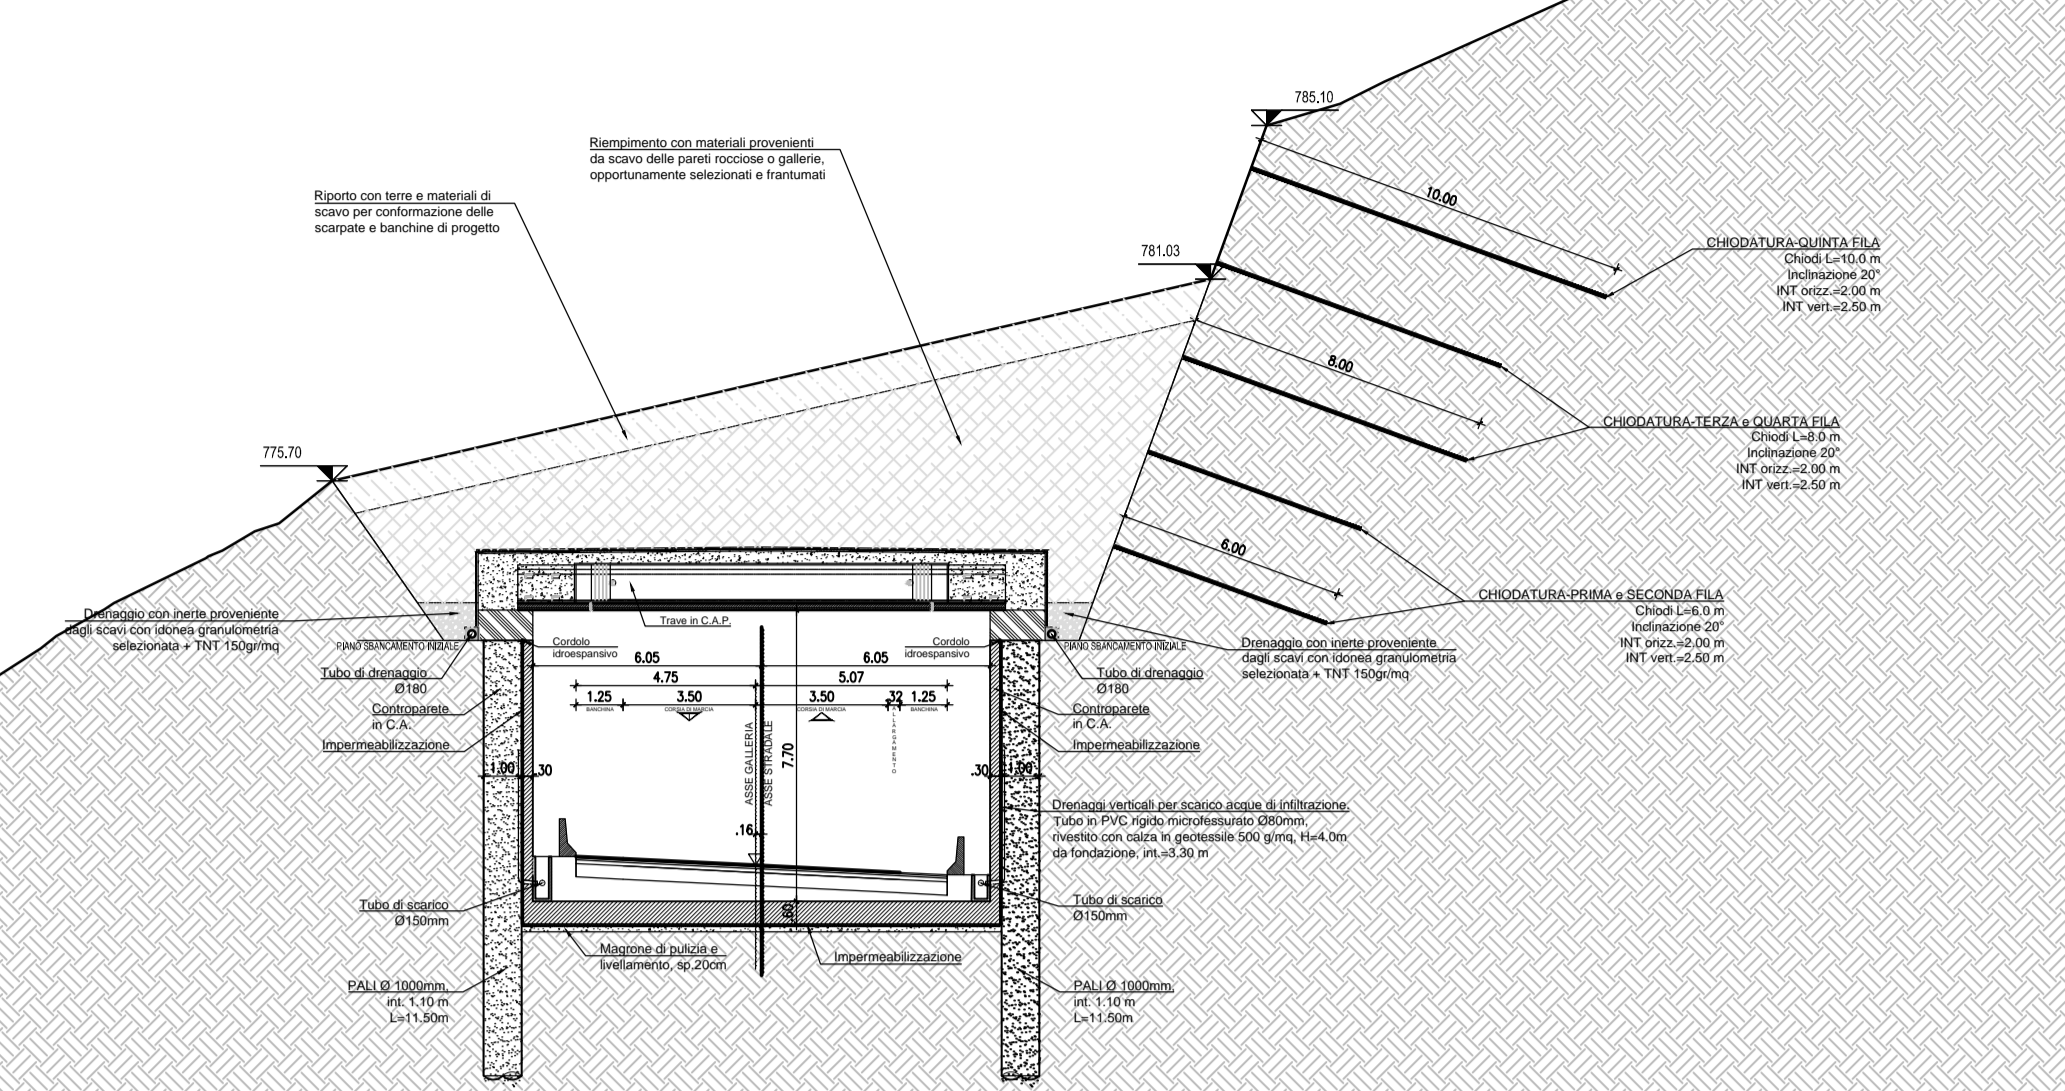 785.10
Riempimento con materiali provenienti
da scavo delle pareti rocciose o gallerie,
opportunamente selezionati e frantumati
Riporto con terre e materiali di
scavo per conformazione delle
scarpate e banchine di progetto
10.00
781.03
CHIODATURA-QUINTA FILA
Chiodi L=10.0 m
Inclinazione 20°
INT orizz.=2.00 m
INT vert.=2.50 m
8.00
CHIODATURA-TERZA e QUARTA FILA
Chiodi L=8.0 m
Inclinazione 20°
INT orizz.=2.00 m
INT vert.=2.50 m
775.70
6.00
CHIODATURA-PRIMA e SECONDA FILA
Chiodi L=6.0 m
Inclinazione 20°
INT orizz.=2.00 m
INT vert.=2.50 m
Drenaggio con inerte proveniente
dagli scavi con idonea granulometria
selezionata + TNT 150gr/mq
PIANO SBANCAMENTO INIZIALE
Trave in C.A.P.
Cordolo
idroespansivo
Cordolo
idroespansivo
PIANO SBANCAMENTO INIZIALE
Drenaggio con inerte proveniente
dagli scavi con idonea granulometria
selezionata + TNT 150gr/mq
6.05
6.05
4.75
5.07
1.25
3.50
3.50
.32
1.25
BANCHINA
CORSIA DI MARCIA
CORSIA DI MARCIA
ALLARGAMENTO
BANCHINA
Tubo di drenaggio
Ø180
Controparete
in C.A.
Impermeabilizzazione
Tubo di drenaggio
Ø180
Controparete
in C.A.
Impermeabilizzazione
ASSE GALLERIA
ASSE STRADALE
7.70
1.00
.30
.30
1.00
.16
Drenaggi verticali per scarico acque di infiltrazione.
Tubo in PVC rigido microfessurato Ø80mm,
rivestito con calza in geotessile 500 g/mq, H=4.0m
da fondazione, int.=3.30 m
Tubo di scarico
Ø150mm
.60
Tubo di scarico
Ø150mm
Magrone di pulizia e
livellamento, sp.20cm
Impermeabilizzazione
PALI Ø 1000mm,
int. 1.10 m
L=11.50m
PALI Ø 1000mm,
int. 1.10 m
L=11.50m